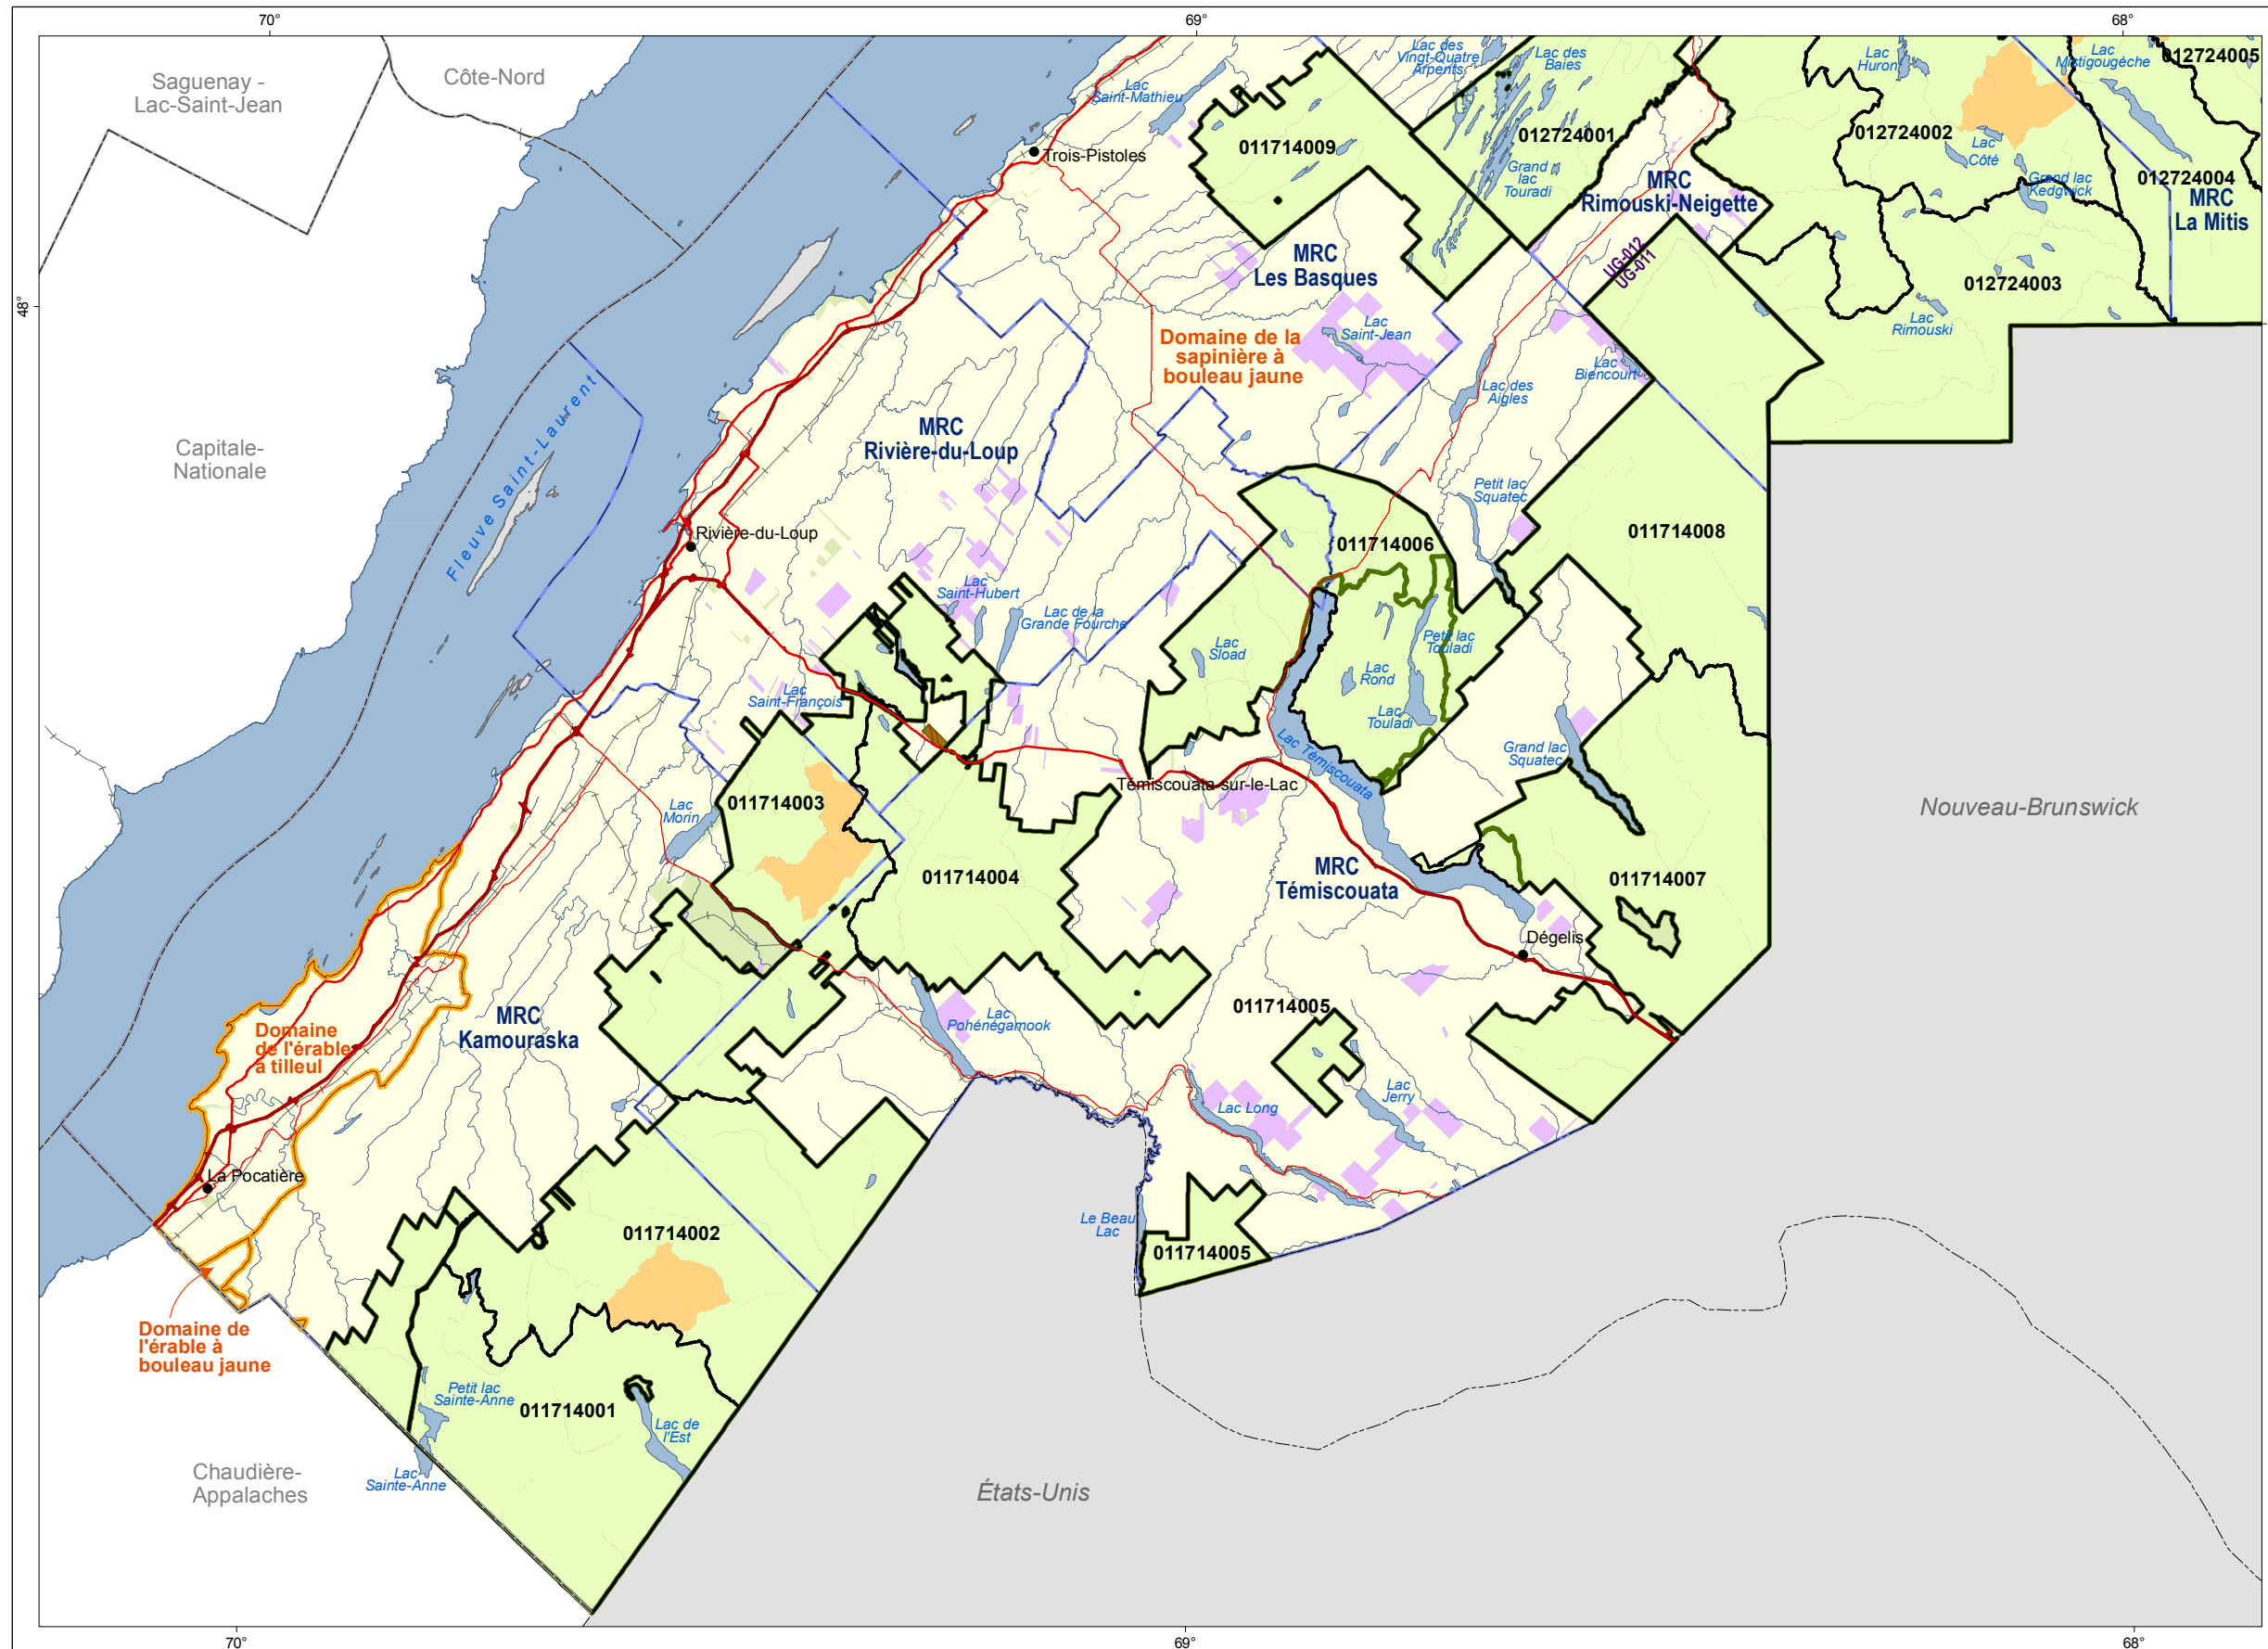 70°
69°
68°
Saguenay -
Lac-Saint-Jean
Côte-Nord
Lac
Saint-Mathieu
Lac des
Vingt-Quatre
Arpents
Lac des
Baies
Lac
Huron
Lac
Mistigougèche
012724005
Trois-Pistoles
011714009
012724001
012724002
Lac
Côté
Grand
lac
Touradi
MRC
Rimouski-Neigette
Grand lac
Kedgwick
012724004
MRC
La Mitis
MRC
Les Basques
UG-012
UG-011
012724003
48°
Lac
Rimouski
Domaine de la
sapinière à
bouleau jaune
Lac
Saint-Jean
Lac
Biencourt
Lac des
Aigles
Fleuve Saint-Laurent
Capitale-
Nationale
MRC
Rivière-du-Loup
Petit lac
Squatec
Rivière-du-Loup
011714006
011714008
Lac
Saint-Hubert
Lac de la
Grande Fourche
Lac
Sload
Petit lac
Touladi
Lac
Rond
Lac
Touladi
Lac
Saint-François
Lac Témiscouata
Grand lac
Squatec
Témiscouata-sur-le-Lac
Lac
Morin
011714003
Nouveau-Brunswick
MRC
Témiscouata
011714004
011714007
Dégelis
MRC
Kamouraska
Lac
Pohénégamook
011714005
Domaine
de l'érable
à tilleul
Lac Long
Lac
Jerry
La Pocatière
Le Beau
Lac
011714002
011714005
Domaine de
l'érable à
bouleau jaune
Petit lac
Sainte-Anne
011714001
Lac de
l'Est
Chaudière-
Appalaches
Lac
Sainte-Anne
États-Unis
70°
69°
68°